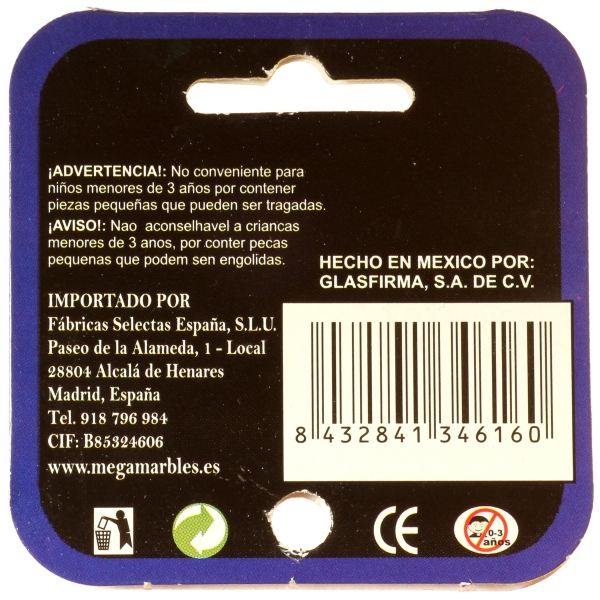 ¡ADVERTENCIA!: No conveniente para
niños menores de 3 años por contener
piezas pequeñas que pueden ser tragadas.
¡AVISO!: Nao aconselhavel a criancas
menores de 3 anos, por conter pecas
pequenas que podem sen engolidas.
HECHO EN MEXICO POR:
GLASFIRMA, S.A. DE C.V.
IMPORTADO POR
Fábricas Selectas España, S.L.U.
Paseo de la Alameda, 1 - Local
28804 Alcalá de Henares
Madrid, España
Tel. 918 796 984
CIF: B85324606
www.megamarbles.es
8 432841 346160
CE
0-3
años